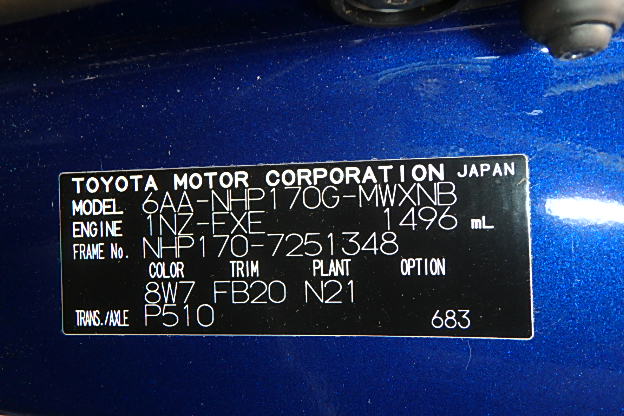 TOYOTA MOTOR CORPORATION JAPAN
MODEL 6AA-NHP170G-MWXNB
ENGINE 1NZ-EXE 1496 mL
FRAME No. NHP170-7251348
COLOR TRIM PLANT OPTION
8W7 FB20 N21
TRANS./AXLE P510 683